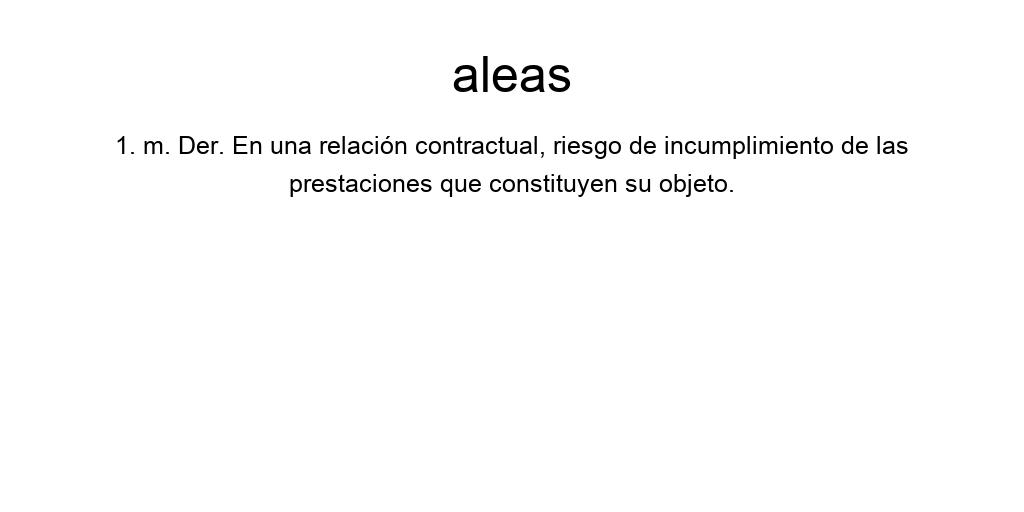 aleas
1. m. Der. En una relación contractual, riesgo de incumplimiento de las
prestaciones que constituyen su objeto.